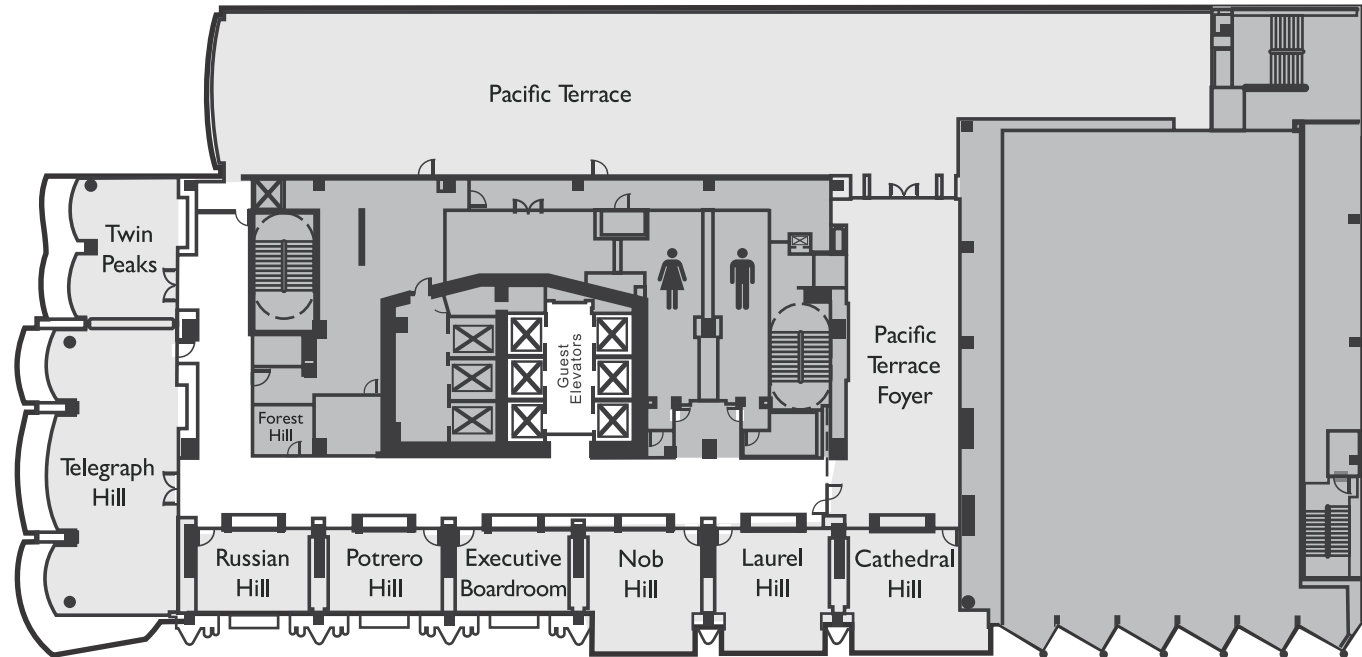 Pacific Terrace
Twin
Peaks
Guest
Elevators
Pacific
Terrace
Foyer
Forest
Hill
Telegraph
Hill
Russian
Hill
Potrero
Hill
Executive
Boardroom
Nob
Hill
Laurel
Hill
Cathedral
Hill